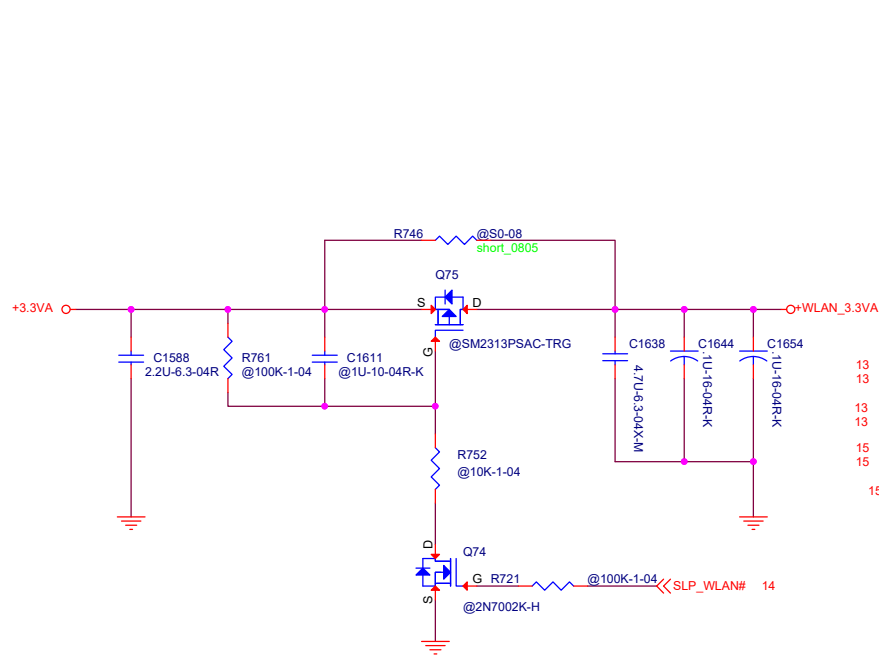 R746
@S0-08
short_0805
Q75
+3.3VA
S
D
+WLAN_3.3VA
G
@SM2313PSAC-TRG
C1588
2.2U-6.3-04R
R761
@100K-1-04
C1611
@1U-10-04R-K
C1638
4.7U-6.3-04X-M
C1644
.1U-16-04R-K
C1654
.1U-16-04R-K
13
13
13
13
15
15
15
R752
@10K-1-04
D
Q74
G
R721
@100K-1-04
SLP_WLAN#
14
S
@2N7002K-H